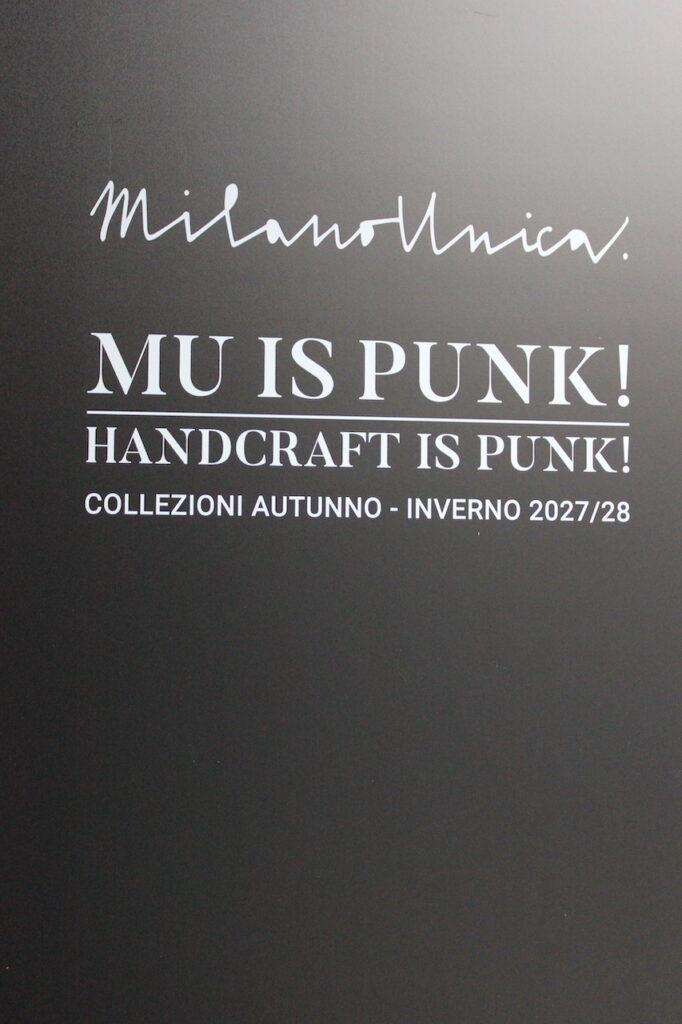 MilanoUnica.
MU IS PUNK!
HANDCRAFT IS PUNK!
COLLEZIONI AUTUNNO - INVERNO 2027/28